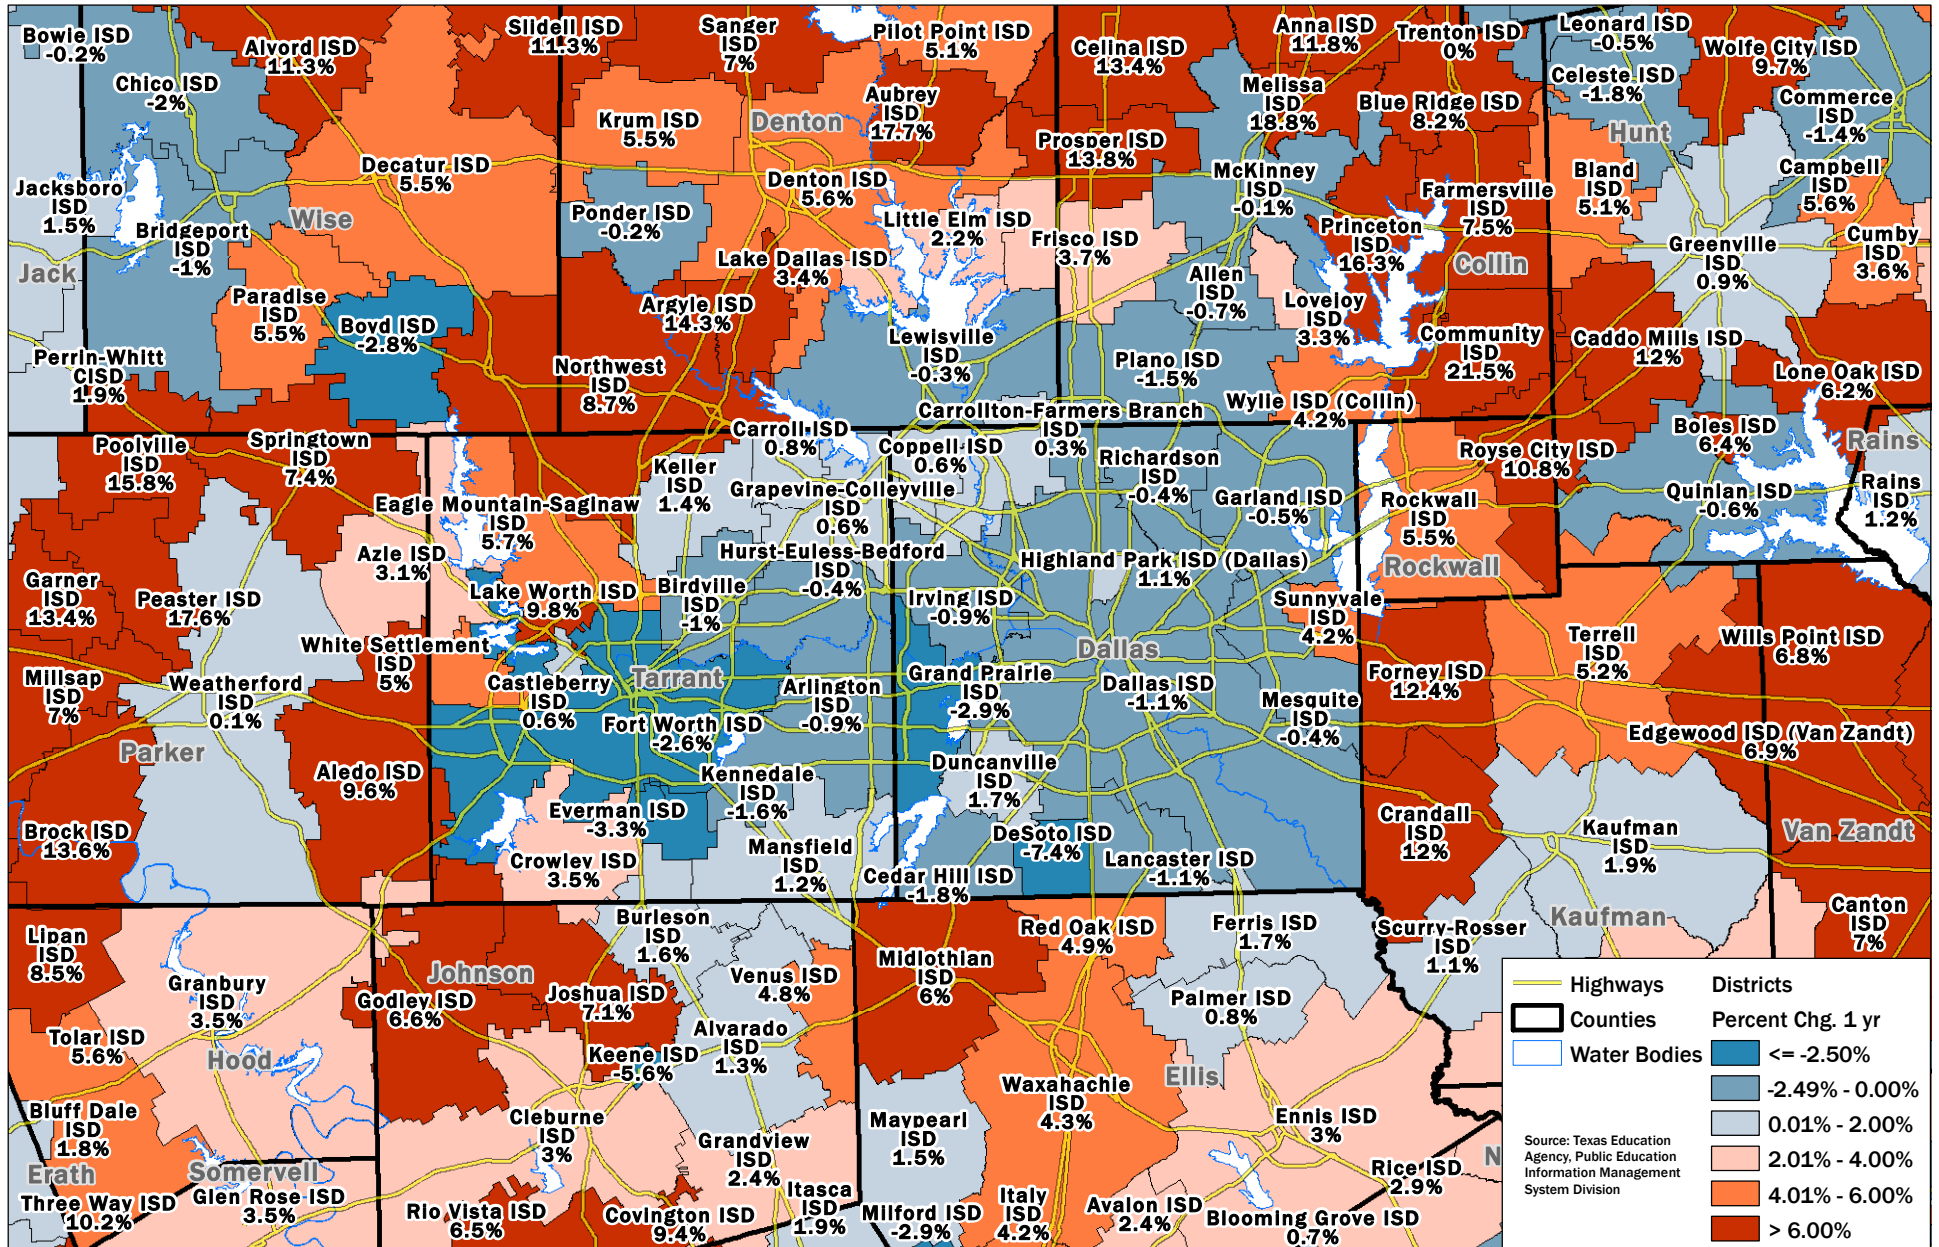 Bowie ISD
-0.2%
Chico ISD
-2%
Alvord ISD
11.3%
Slidell ISD
11.3%
Sanger
ISD
7%
Pilot Point ISD
5.1%
Celina ISD
13.4%
Anna ISD
11.8%
Trenton ISD
0%
Leonard ISD
-0.5%
Wolfe City ISD
9.7%
Celeste ISD
-1.8%
Commerce
ISD
-1.4%
Melissa
ISD
18.8%
Blue Ridge ISD
8.2%
Aubrey
ISD
17.7%
Krum ISD
5.5%
Denton
Hunt
Prosper ISD
13.8%
Decatur ISD
5.5%
Denton ISD
5.6%
McKinney
ISD
-0.1%
Farmersville
ISD
7.5%
Bland
ISD
5.1%
Campbell
ISD
5.6%
Jacksboro
ISD
1.5%
Bridgeport
ISD
-1%
Wise
Ponder ISD
-0.2%
Little Elm ISD
2.2%
Frisco ISD
3.7%
Princeton
ISD
16.3%
Collin
Greenville
ISD
0.9%
Cumby
ISD
3.6%
Jack
Lake Dallas ISD
3.4%
Allen
ISD
-0.7%
Lovejoy
ISD
3.3%
Paradise
ISD
5.5%
Boyd ISD
-2.8%
Argyle ISD
14.3%
Lewisville
ISD
-0.3%
Plano ISD
-1.5%
Community
ISD
21.5%
Caddo Mills ISD
12%
Lone Oak ISD
6.2%
Perrin-Whitt
CISD
1.9%
Northwest
ISD
8.7%
Carrollton-Farmers Branch
ISD
0.3%
Wylie ISD (Collin)
4.2%
Poolville
ISD
15.8%
Springtown
ISD
7.4%
Carroll ISD
0.8%
Coppell ISD
0.6%
Boles ISD
6.4%
Rains
Keller
ISD
1.4%
Richardson
ISD
-0.4%
Royse City ISD
10.8%
Grapevine-Colleyville
ISD
0.6%
Garland ISD
-0.5%
Rockwall
ISD
5.5%
Quinlan ISD
-0.6%
Rains
ISD
1.2%
Eagle Mountain-Saginaw
ISD
5.7%
Azle ISD
3.1%
Hurst-Euless-Bedford
ISD
-0.4%
Highland Park ISD (Dallas)
1.1%
Rockwall
Garner
ISD
13.4%
Peaster ISD
17.6%
Lake Worth ISD
9.8%
Birdville
ISD
-1%
Irving ISD
-0.9%
Sunnyvale
ISD
4.2%
White Settlement
ISD
5%
Dallas
Terrell
ISD
5.2%
Wills Point ISD
6.8%
Millsap
ISD
7%
Weatherford
ISD
0.1%
Castleberry
ISD
0.6%
Tarrant
Arlington
ISD
-0.9%
Grand Prairie
ISD
-2.9%
Dallas ISD
-1.1%
Mesquite
ISD
-0.4%
Forney ISD
12.4%
Fort Worth ISD
-2.6%
Edgewood ISD (Van Zandt)
6.9%
Parker
Aledo ISD
9.6%
Kennedale
ISD
-1.6%
Duncanville
ISD
1.7%
Brock ISD
13.6%
Everman ISD
-3.3%
Crandall
ISD
12%
Kaufman
ISD
1.9%
Van Zandt
Crowley ISD
3.5%
Mansfield
ISD
1.2%
DeSoto ISD
-7.4%
Lancaster ISD
-1.1%
Cedar Hill ISD
-1.8%
Lipan
ISD
8.5%
Burleson
ISD
1.6%
Red Oak ISD
4.9%
Ferris ISD
1.7%
Scurry-Rosser
ISD
1.1%
Kaufman
Canton
ISD
7%
Granbury
ISD
3.5%
Johnson
Godley ISD
6.6%
Joshua ISD
7.1%
Venus ISD
4.8%
Midlothian
ISD
6%
Palmer ISD
0.8%
Tolar ISD
5.6%
Hood
Alvarado
ISD
1.3%
Keene ISD
-5.6%
Waxahachie
ISD
4.3%
Ellis
Bluff Dale
ISD
1.8%
Cleburne
ISD
3%
Grandview
ISD
2.4%
Maypearl
ISD
1.5%
Ennis ISD
3%
Erath
Somervell
Rice ISD
2.9%
N
Three Way ISD
10.2%
Glen Rose ISD
3.5%
Rio Vista ISD
6.5%
Covington ISD
9.4%
Itasca
ISD
1.9%
Milford ISD
-2.9%
Italy
ISD
4.2%
Avalon ISD
2.4%
Blooming Grove ISD
0.7%
Highways
Counties
Water Bodies
Districts
Percent Chg. 1 yr
<= -2.50%
-2.49% - 0.00%
0.01% - 2.00%
2.01% - 4.00%
4.01% - 6.00%
> 6.00%
Source: Texas Education
Agency, Public Education
Information Management
System Division